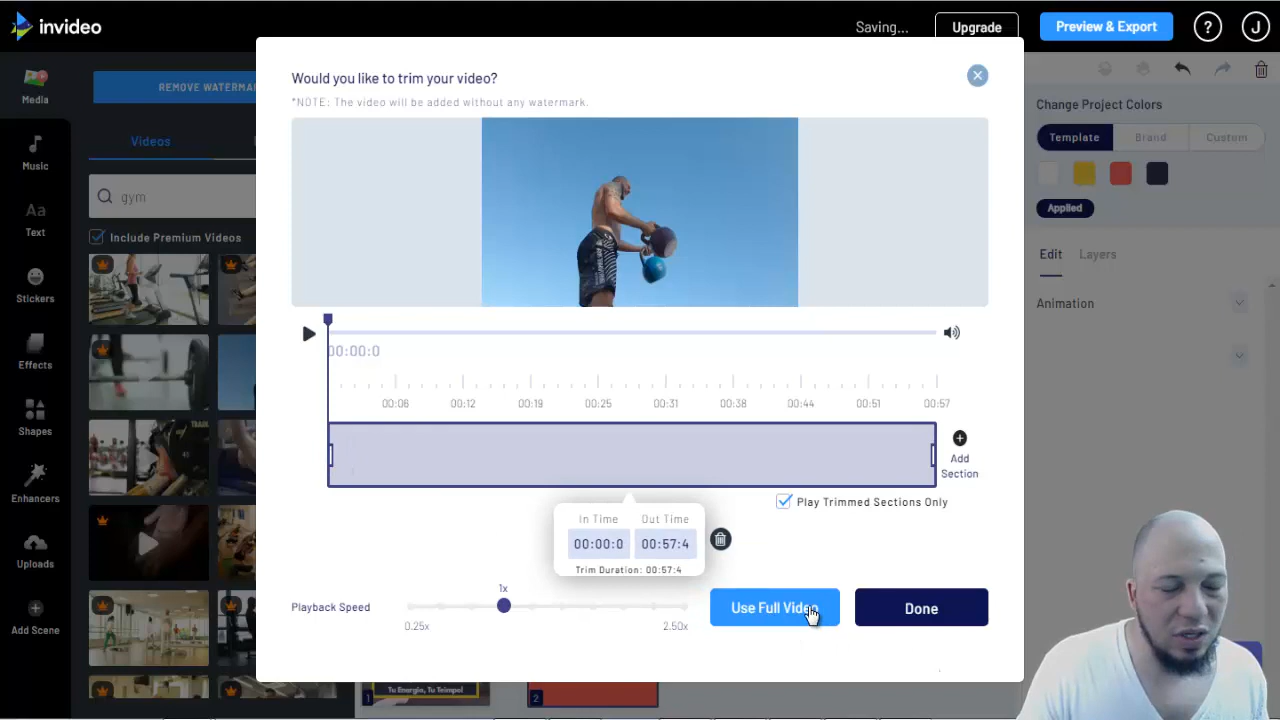 invideo
Saving...
Upgrade
Preview & Export
?
J
Media
REMOVE WATERMA
Videos
gym
Include Premium Videos
Music
Aa
Text
Stickers
Effects
Shapes
Enhancers
Uploads
Add Scene
Would you like to trim your video?
*NOTE: The video will be added without any watermark.
00:00:0
00:06
00:12
00:19
00:25
00:31
00:38
00:44
00:51
00:57
Add
Section
Play Trimmed Sections Only
In Time
Out Time
00:00:0
00:57:4
Trim Duration: 00:57:4
Playback Speed
1x
0.25x
2.50x
Use Full Video
Done
Change Project Colors
Template
Brand
Custom
Applied
Edit
Layers
Animation
1
Tu Energio, Tu Teimpo!
2